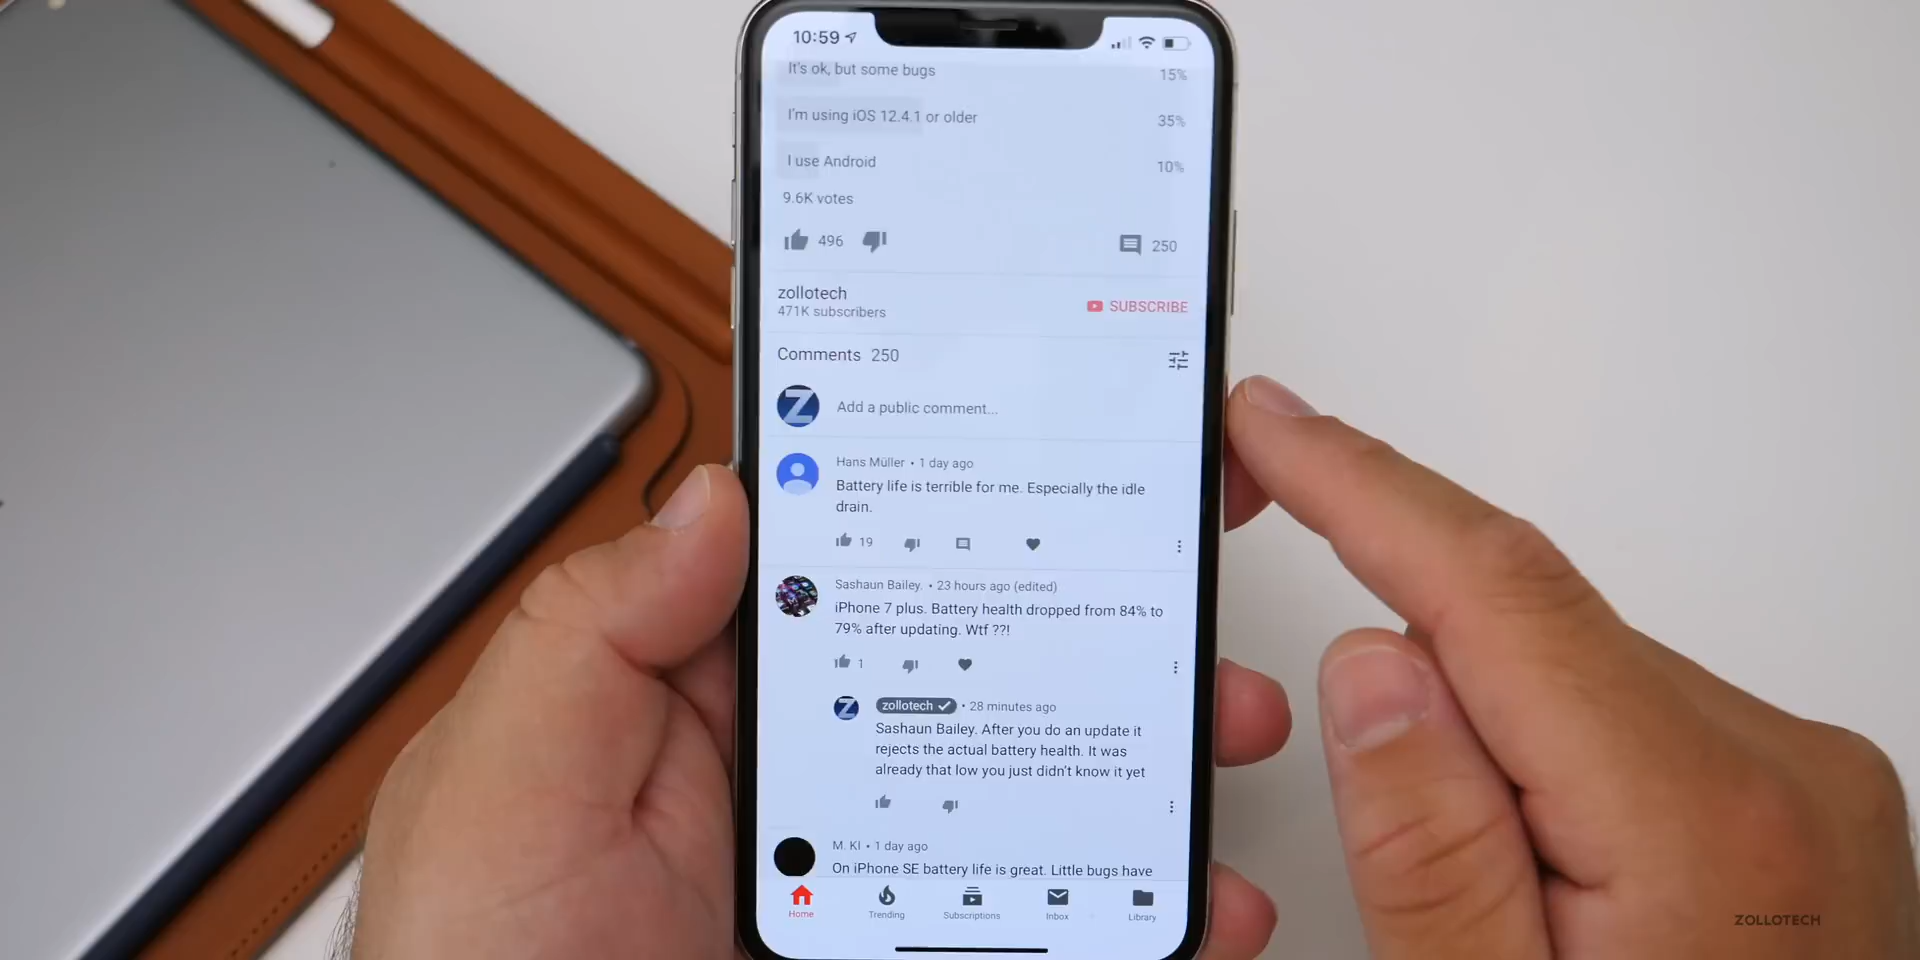 10:59
It's ok, but some bugs 15%
I'm using iOS 12.4.1 or older 35%
I use Android 10%
9.6K votes
496 250
zollotech
471K subscribers
SUBSCRIBE
Comments 250
Z Add a public comment...
Hans Müller • 1 day ago
Battery life is terrible for me. Especially the idle
drain.
19
Sashaun Bailey. • 23 hours ago (edited)
iPhone 7 plus. Battery health dropped from 84% to
79% after updating. Wtf ??!
1
Z zollotech • 28 minutes ago
Sashaun Bailey. After you do an update it
rejects the actual battery health. It was
already that low you just didn't know it yet
M. KI • 1 day ago
On iPhone SE battery life is great. Little bugs have
Home Trending Subscriptions Inbox Library
ZOLLOTECH